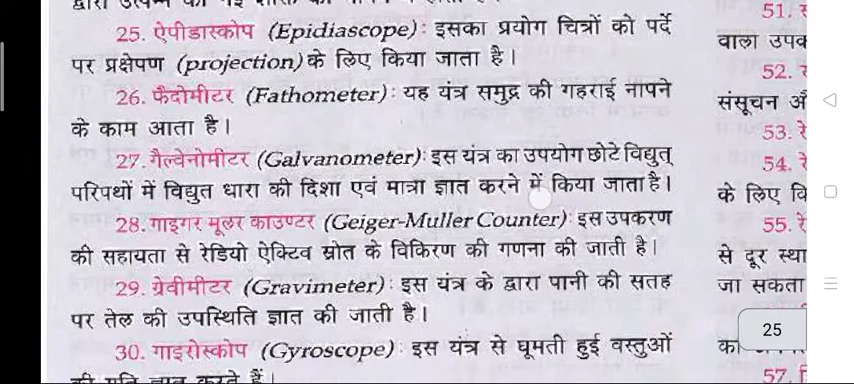 25. ऐपीडास्कोप (Epidiascope): इसका प्रयोग चित्रों को पर्दे
पर प्रक्षेपण (projection) के लिए किया जाता है।
26. फैदोमीटर (Fathometer): यह यंत्र समुद्र की गहराई नापने
के काम आता है।
27. गैल्वेनोमीटर (Galvanometer): इस यंत्र का उपयोग छोटे विद्युत्
परिपथों में विद्युत धारा की दिशा एवं मात्रा ज्ञात करने में किया जाता है।
28. गाइगर मूलर काउण्टर (Geiger-Muller Counter): इस उपकरण
की सहायता से रेडियो ऐक्टिव स्रोत के विकिरण की गणना की जाती है।
29. ग्रेवीमीटर (Gravimeter): इस यंत्र के द्वारा पानी की सतह
पर तेल की उपस्थिति ज्ञात की जाती है।
30. गाइरोस्कोप (Gyroscope): इस यंत्र से घूमती हुई वस्तुओं
की गति ज्ञात करते हैं।
51.
वाला
52.
53.
54.
के लिए
55.
से दूर
जा सकता
25
57.